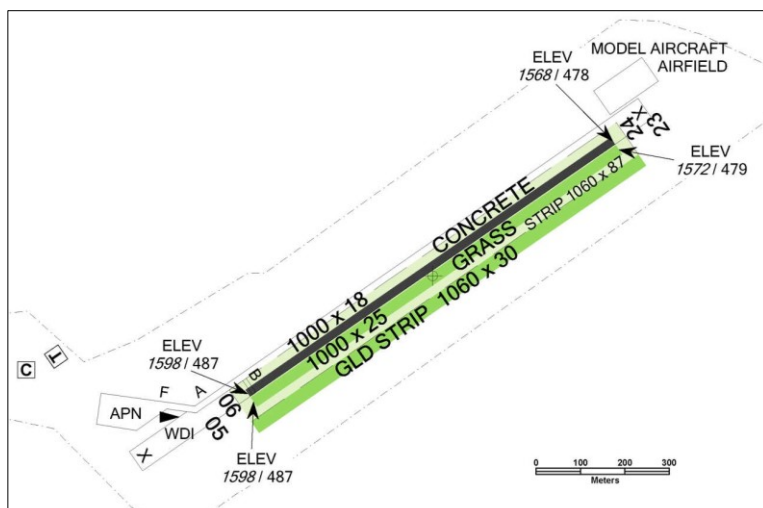 MODEL AIRCRAFT
AIRFIELD
ELEV
1568 / 478
24
23
X
ELEV
1572 / 479
CONCRETE
GRASS
STRIP 1060 x 87
1000 x 18
1000 x 25
GLD STRIP 1060 x 30
ELEV
1598 / 487
C
T
F
A
B
APN
WDI
06
05
X
ELEV
1598 / 487
0
100
200
300
Meters